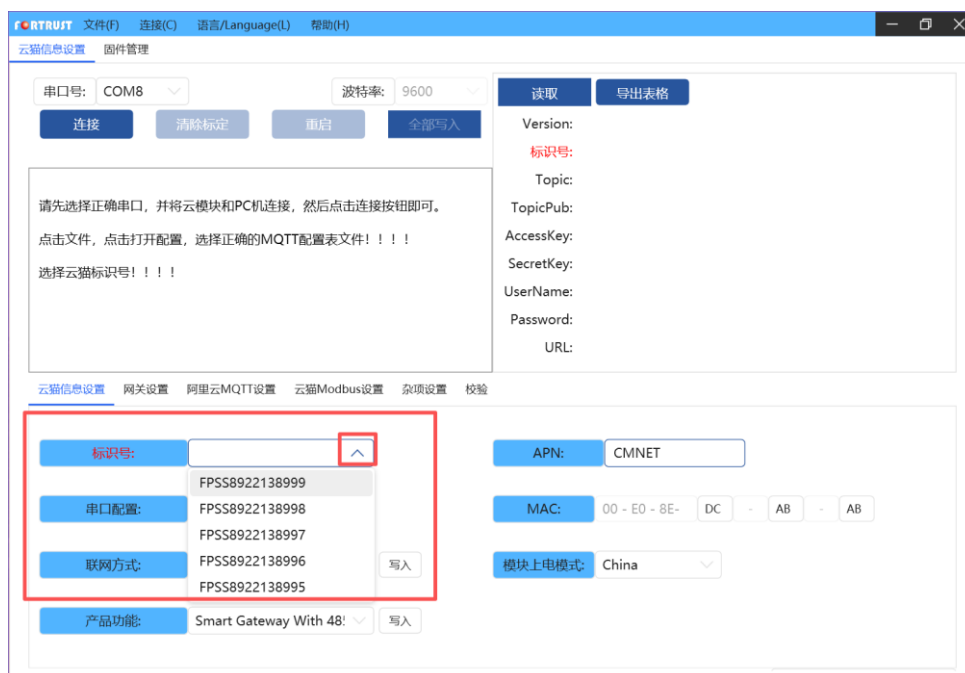 FORTRUST 文件(F) 连接(C) 语言/Language(L) 帮助(H)
云猫信息设置 固件管理
串口号: COM8 波特率: 9600
连接 清除标定 重启 全部写入
请先选择正确串口，并将云模块和PC机连接，然后点击连接按钮即可。
点击文件，点击打开配置，选择正确的MQTT配置表文件！！！！
选择云猫标识号！！！！
读取 导出表格
Version:
标识号:
Topic:
TopicPub:
AccessKey:
SecretKey:
UserName:
Password:
URL:
云猫信息设置 网关设置 阿里云MQTT设置 云猫Modbus设置 杂项设置 校验
标识号:
FPSS8922138999
FPSS8922138998
FPSS8922138997
FPSS8922138996
FPSS8922138995
串口配置:
联网方式: 写入
产品功能: Smart Gateway With 48! 写入
APN: CMNET
MAC: 00 - E0 - 8E- DC - AB - AB
模块上电模式: China